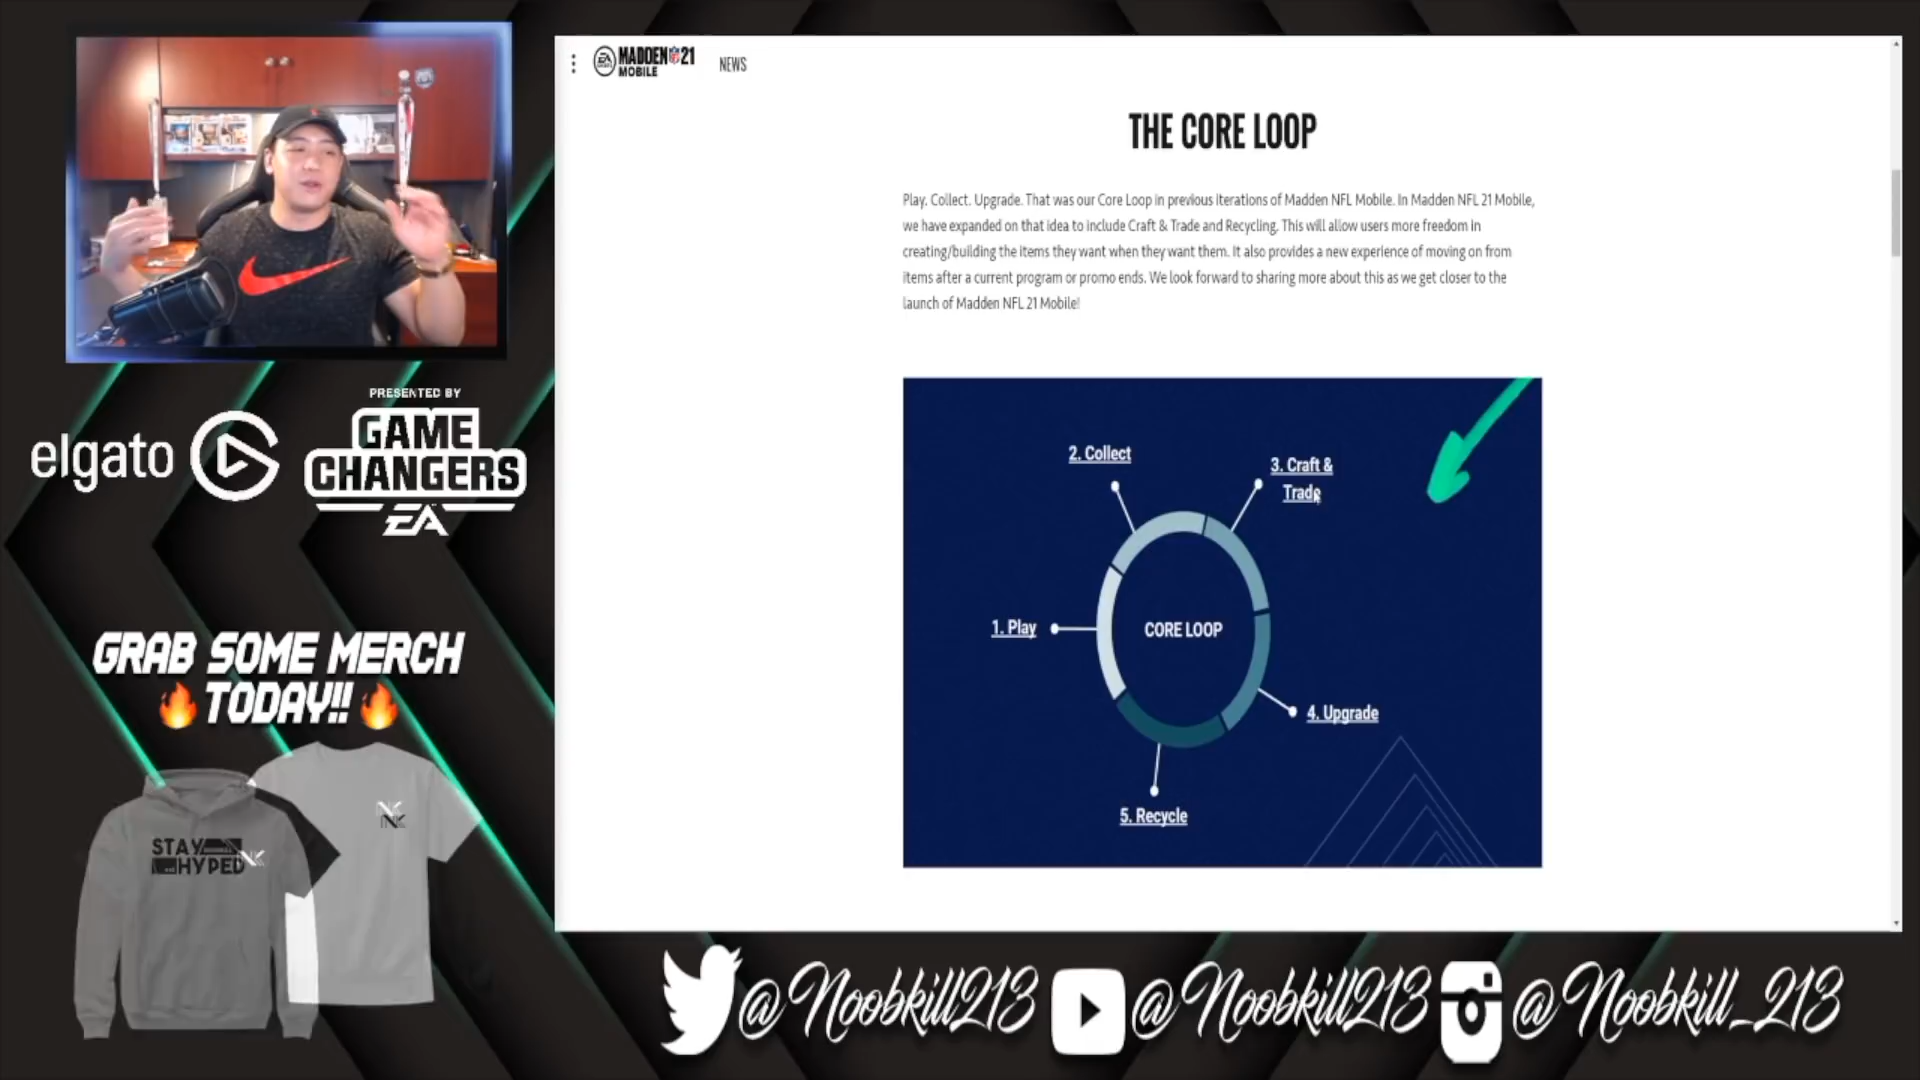 MADDEN NFL 21
MOBILE
NEWS
THE CORE LOOP
Play. Collect. Upgrade. That was our Core Loop in previous iterations of Madden NFL Mobile. In Madden NFL 21 Mobile,
we have expanded on that idea to include Craft & Trade and Recycling. This will allow users more freedom in
creating/building the items they want when they want them. It also provides a new experience of moving on from
items after a current program or promo ends. We look forward to sharing more about this as we get closer to the
launch of Madden NFL 21 Mobile!
2. Collect
3. Craft &
Trade
1. Play
CORE LOOP
4. Upgrade
5. Recycle
elgato
PRESENTED BY
GAME
CHANGERS
EA
GRAB SOME MERCH
TODAY!!
STAY
HYPED
NK
NK
@Noobkill213
@Noobkill213
@Noobkill_213